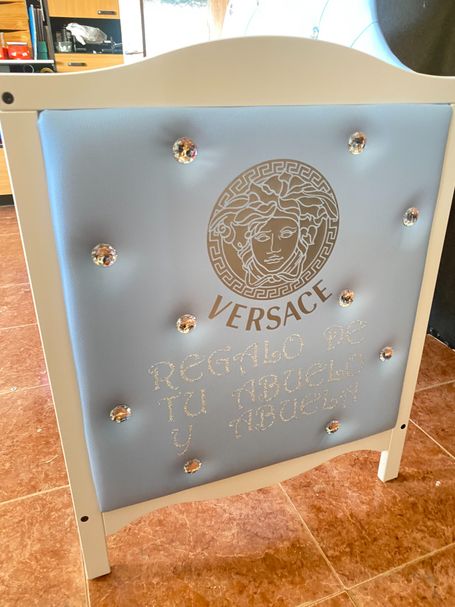 VERSACE
REGALO DE
TU ABUELO
Y ABUELA